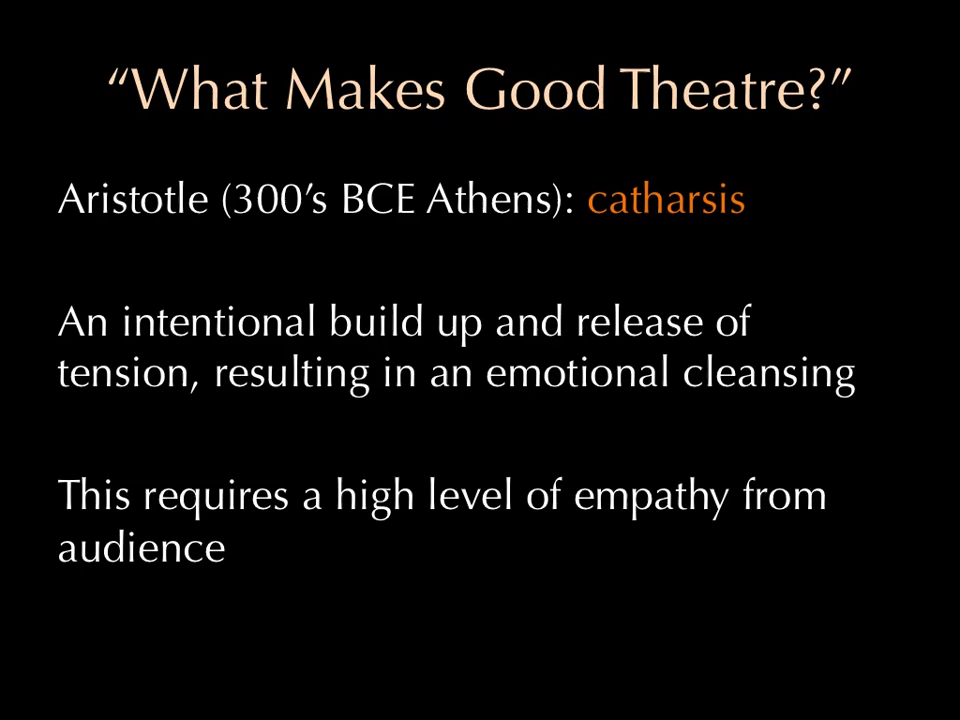 “What Makes Good Theatre?”
Aristotle (300’s BCE Athens): catharsis
An intentional build up and release of
tension, resulting in an emotional cleansing
This requires a high level of empathy from
audience